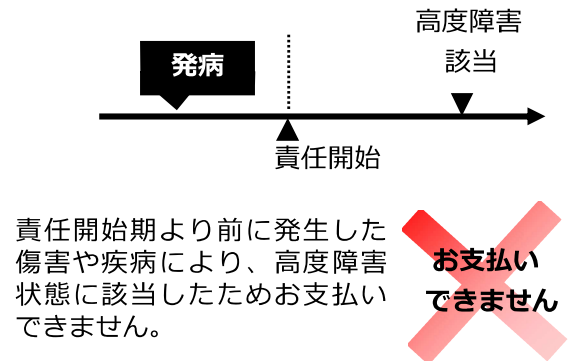 高度障害
該当
発病
責任開始
責任開始期より前に発生した
傷害や疾病により、高度障害
状態に該当したためお支払い
できません。
お支払い
できません